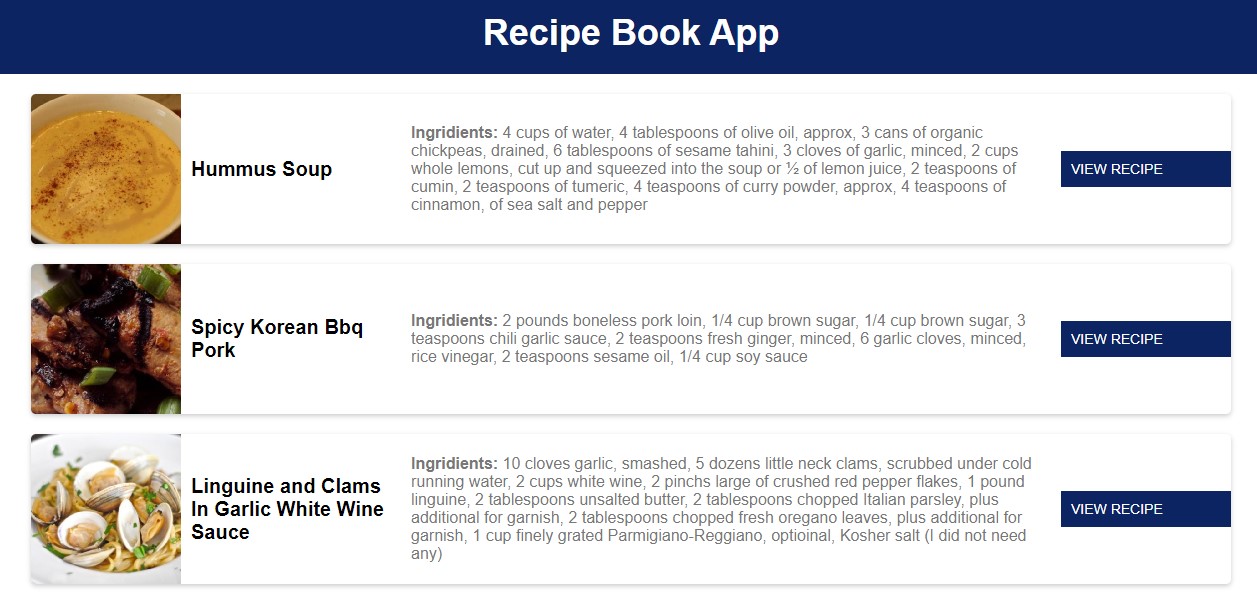 Recipe Book App
Hummus Soup
Ingridients: 4 cups of water, 4 tablespoons of olive oil, approx, 3 cans of organic
chickpeas, drained, 6 tablespoons of sesame tahini, 3 cloves of garlic, minced, 2 cups
whole lemons, cut up and squeezed into the soup or ½ of lemon juice, 2 teaspoons of
cumin, 2 teaspoons of tumeric, 4 teaspoons of curry powder, approx, 4 teaspoons of
cinnamon, of sea salt and pepper
VIEW RECIPE
Spicy Korean Bbq
Pork
Ingridients: 2 pounds boneless pork loin, 1/4 cup brown sugar, 1/4 cup brown sugar, 3
teaspoons chili garlic sauce, 2 teaspoons fresh ginger, minced, 6 garlic cloves, minced,
rice vinegar, 2 teaspoons sesame oil, 1/4 cup soy sauce
VIEW RECIPE
Linguine and Clams
In Garlic White Wine
Sauce
Ingridients: 10 cloves garlic, smashed, 5 dozens little neck clams, scrubbed under cold
running water, 2 cups white wine, 2 pinchs large of crushed red pepper flakes, 1 pound
linguine, 2 tablespoons unsalted butter, 2 tablespoons chopped Italian parsley, plus
additional for garnish, 2 tablespoons chopped fresh oregano leaves, plus additional for
garnish, 1 cup finely grated Parmigiano-Reggiano, optioinal, Kosher salt (I did not need
any)
VIEW RECIPE